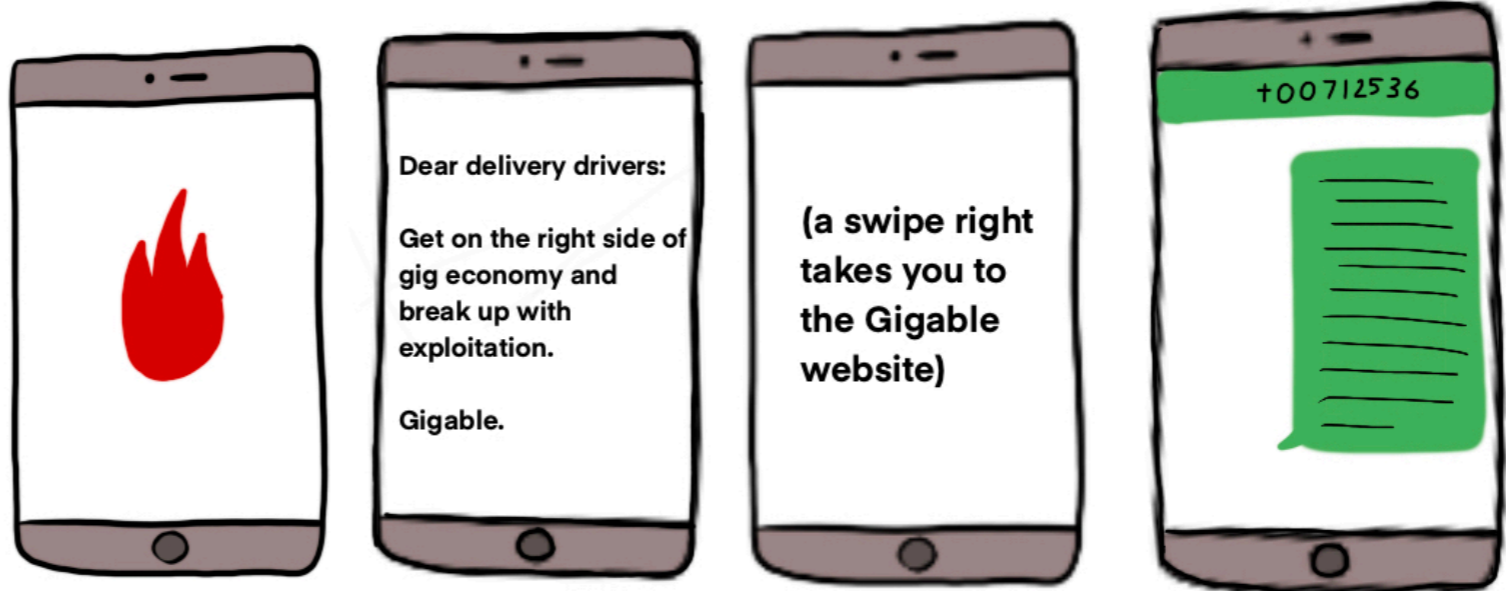 Dear delivery drivers:
Get on the right side of
gig economy and
break up with
exploitation.
Gigable.
(a swipe right
takes you to
the Gigable
website)
+00712536